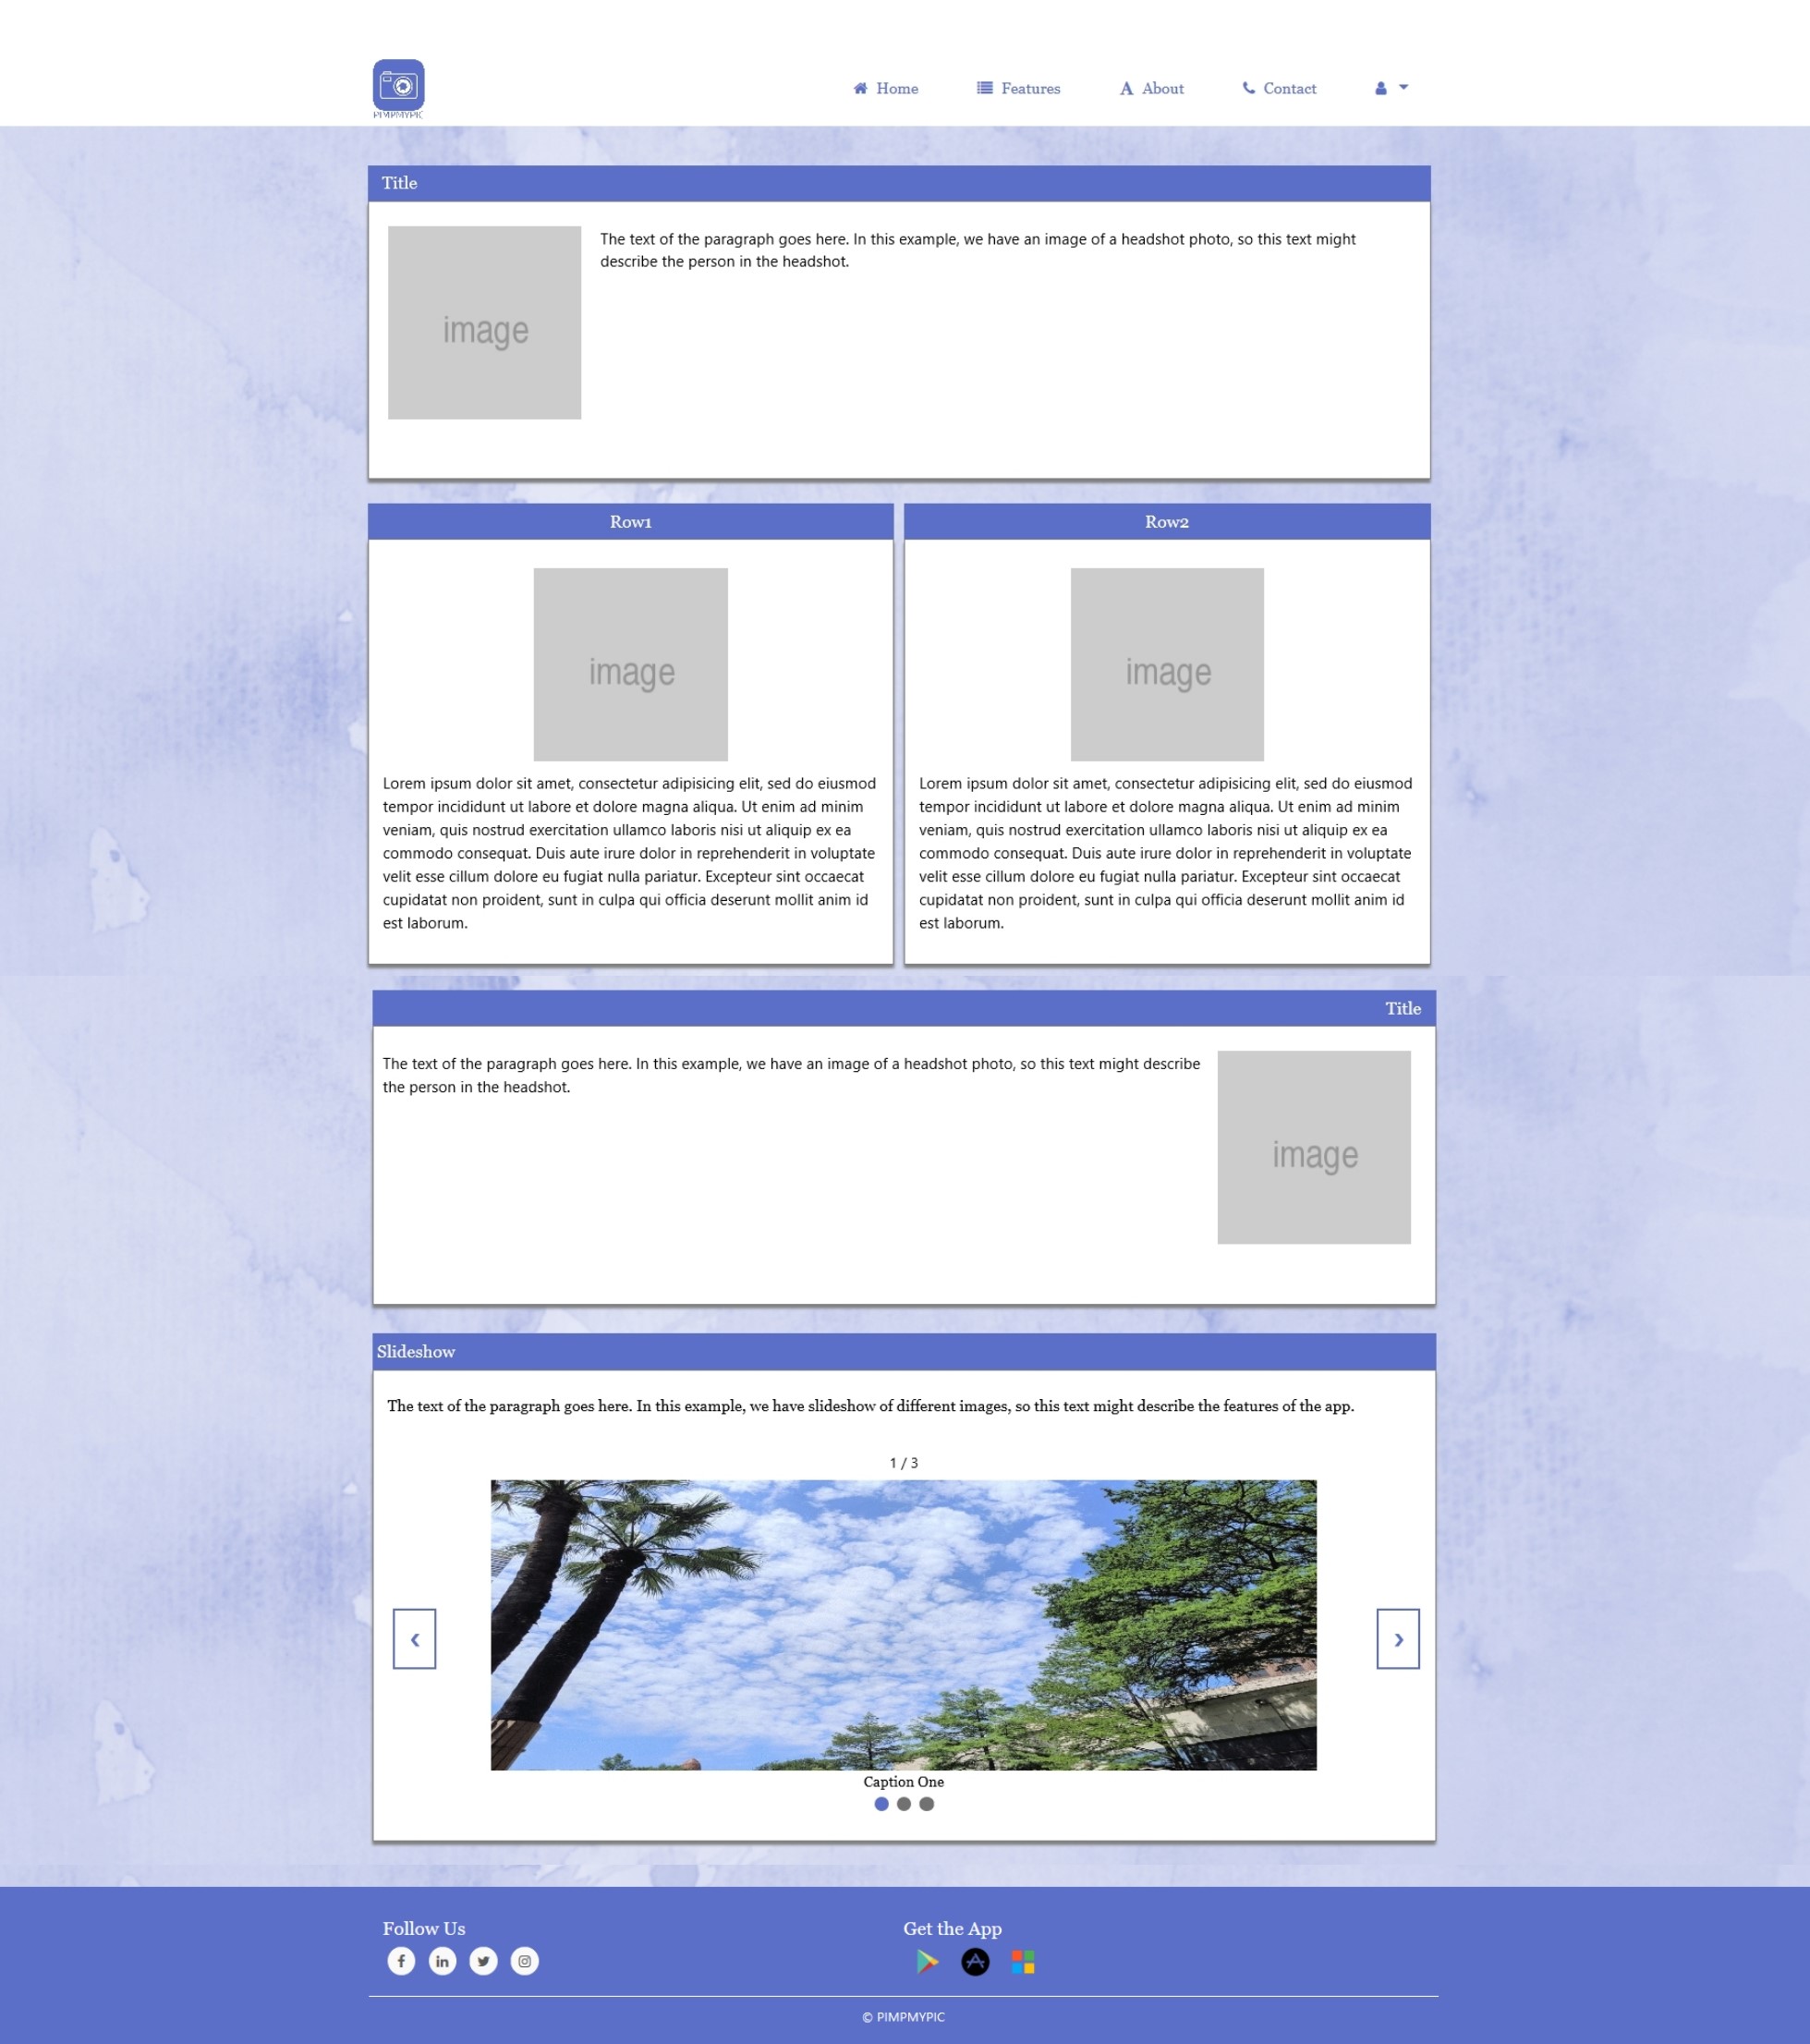 PIMPMYPIC
Home Features About Contact
Title
The text of the paragraph goes here. In this example, we have an image of a headshot photo, so this text might
describe the person in the headshot.
image
Row1
image
Lorem ipsum dolor sit amet, consectetur adipisicing elit, sed do eiusmod
tempor incididunt ut labore et dolore magna aliqua. Ut enim ad minim
veniam, quis nostrud exercitation ullamco laboris nisi ut aliquip ex ea
commodo consequat. Duis aute irure dolor in reprehenderit in voluptate
velit esse cillum dolore eu fugiat nulla pariatur. Excepteur sint occaecat
cupidatat non proident, sunt in culpa qui officia deserunt mollit anim id
est laborum.
Row2
image
Lorem ipsum dolor sit amet, consectetur adipisicing elit, sed do eiusmod
tempor incididunt ut labore et dolore magna aliqua. Ut enim ad minim
veniam, quis nostrud exercitation ullamco laboris nisi ut aliquip ex ea
commodo consequat. Duis aute irure dolor in reprehenderit in voluptate
velit esse cillum dolore eu fugiat nulla pariatur. Excepteur sint occaecat
cupidatat non proident, sunt in culpa qui officia deserunt mollit anim id
est laborum.
Title
The text of the paragraph goes here. In this example, we have an image of a headshot photo, so this text might describe
the person in the headshot.
image
Slideshow
The text of the paragraph goes here. In this example, we have slideshow of different images, so this text might describe the features of the app.
1 / 3
‹ ›
Caption One
Follow Us
Get the App
© PIMPMYPIC